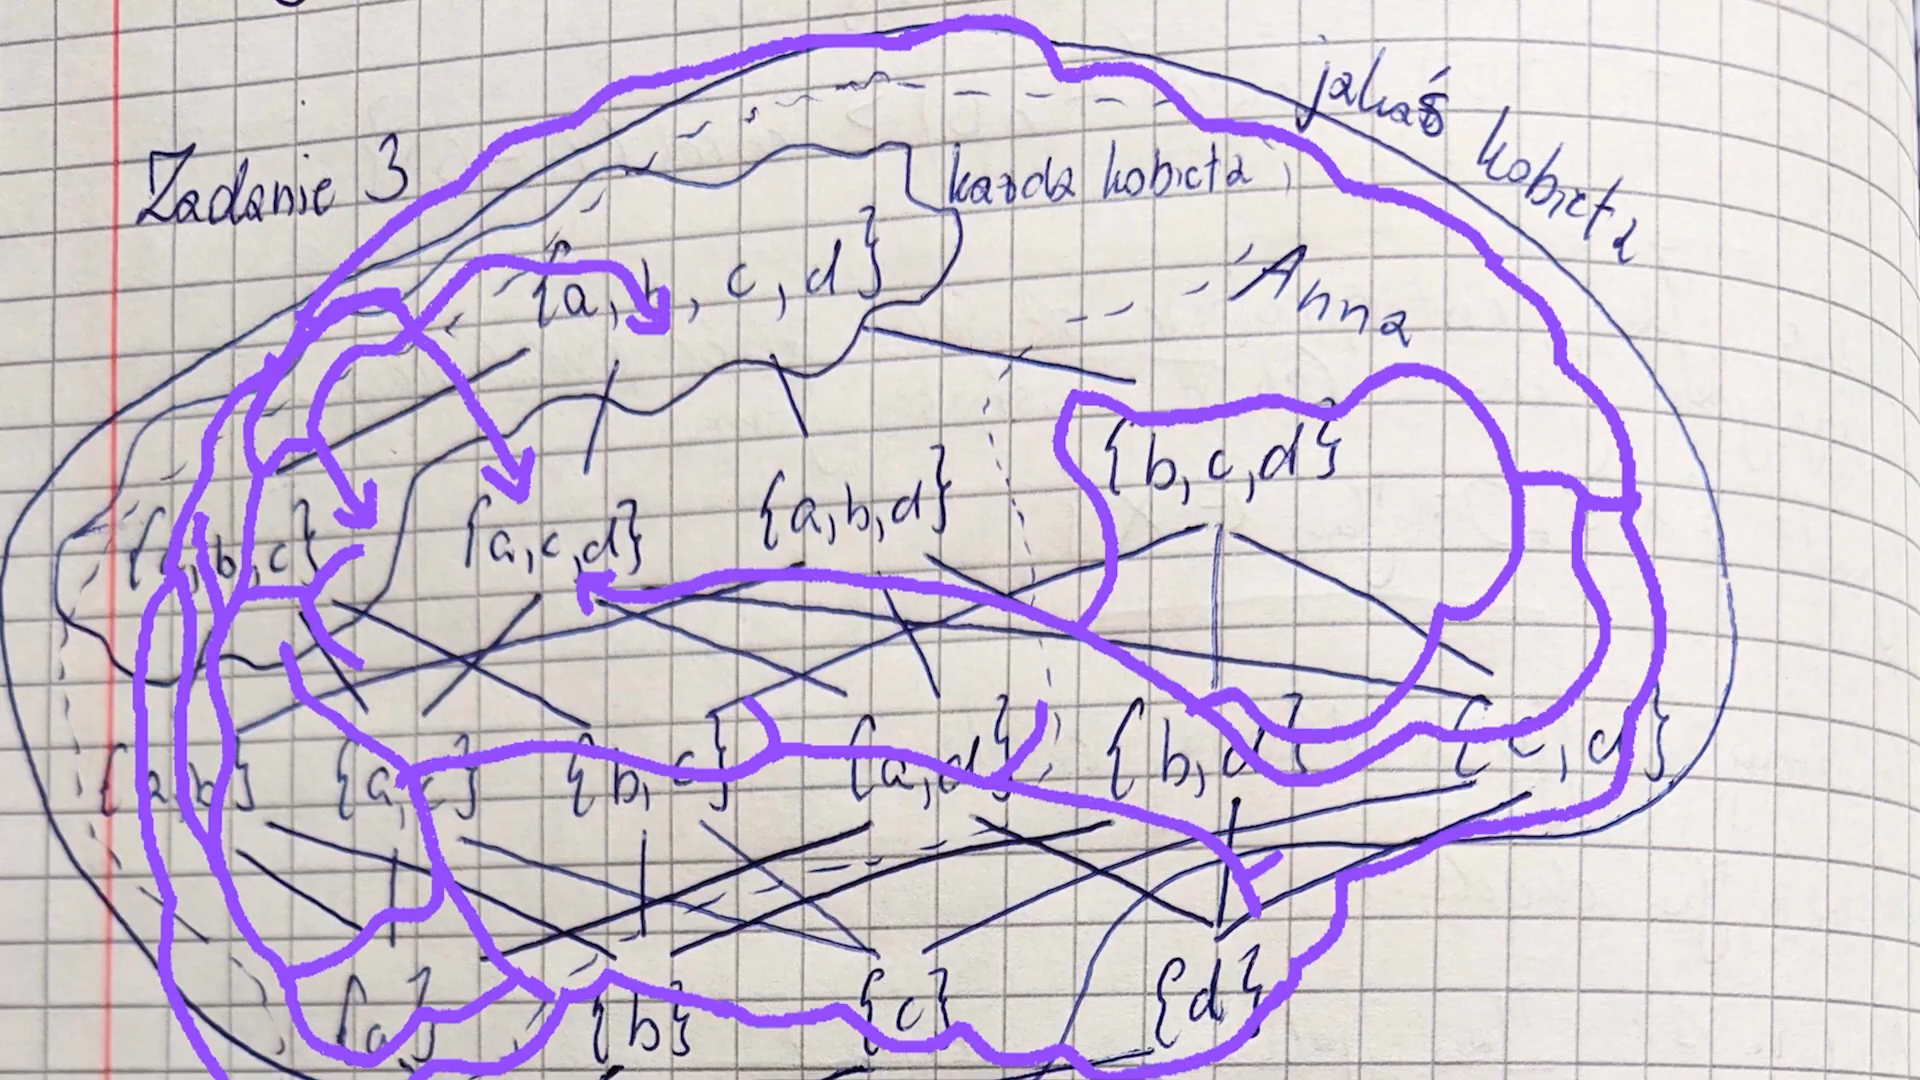 jakaś kobieta
Zadanie 3
każda kobieta
{a, b, c, d}
Anna
{a, b, c} {a, c, d} {a, b, d} {b, c, d}
{a, b} {a, c} {b, c} {a, d} {b, d} {c, d}
{a} {b} {c} {d}